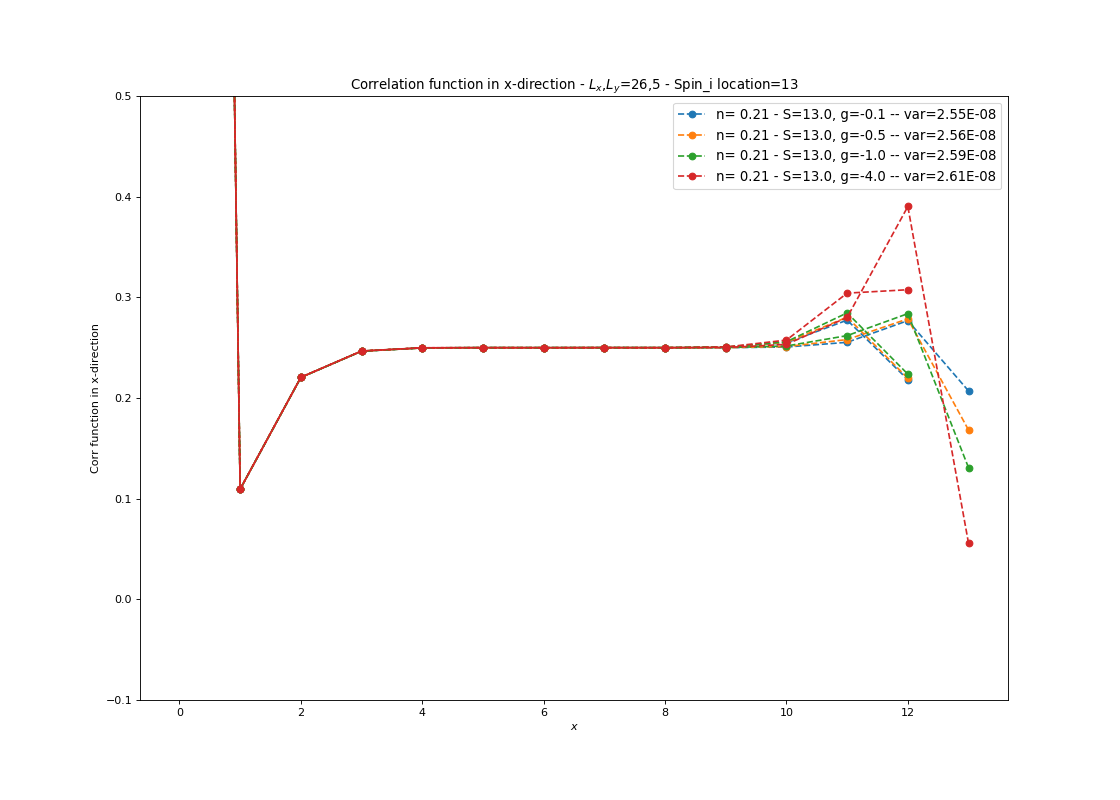 Correlation function in x-direction - Lx,Ly=26,5 - Spin_i location=13
0.5
0.4
0.3
0.2
0.1
0.0
−0.1
Corr function in x-direction
n= 0.21 - S=13.0, g=-0.1 -- var=2.55E-08
n= 0.21 - S=13.0, g=-0.5 -- var=2.56E-08
n= 0.21 - S=13.0, g=-1.0 -- var=2.59E-08
n= 0.21 - S=13.0, g=-4.0 -- var=2.61E-08
0 2 4 6 8 10 12
x